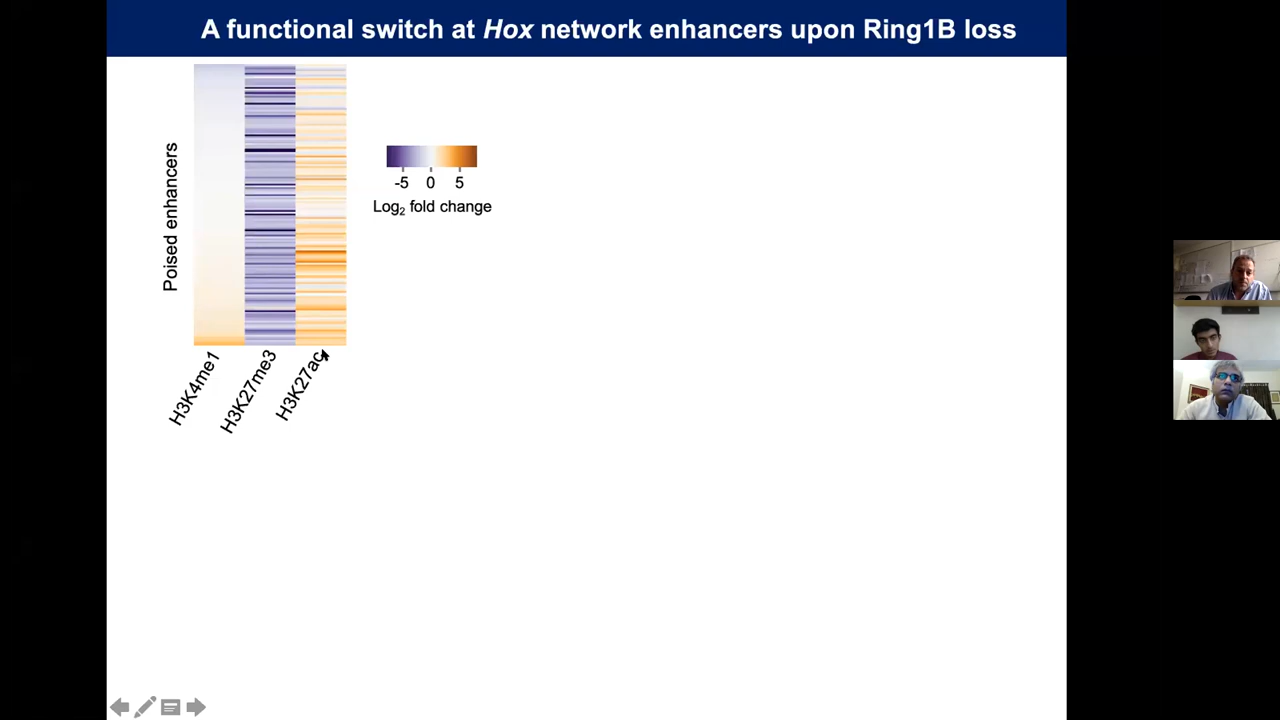 A functional switch at Hox network enhancers upon Ring1B loss
Poised enhancers
-5 0 5
Log₂ fold change
H3K4me1
H3K27me3
H3K27ac